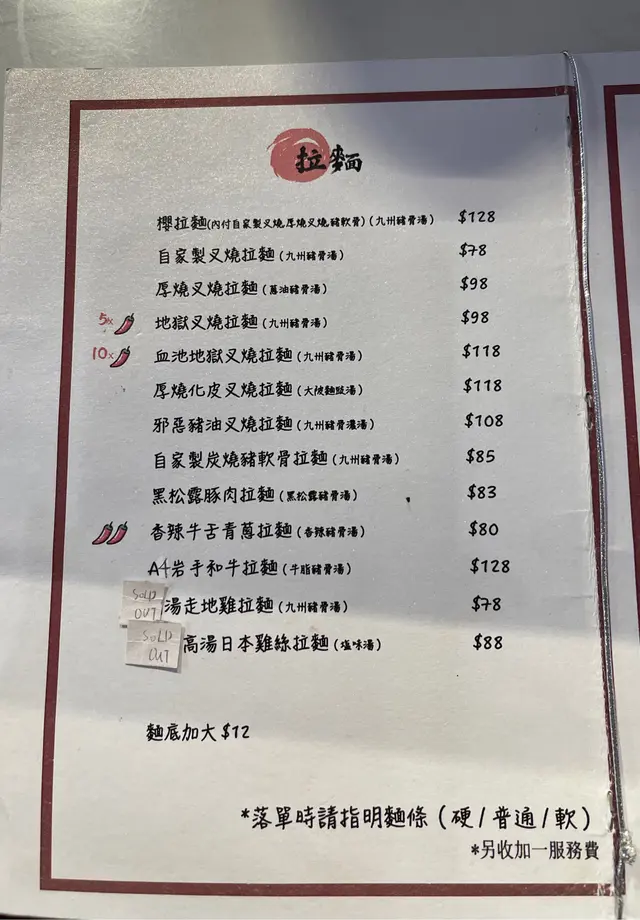 拉麵
櫻拉麵(內付自家製叉燒厚燒叉燒豬軟骨)(九州豬骨湯) $128
自家製叉燒拉麵(九州豬骨湯) $78
厚燒叉燒拉麵(蔥油豬骨湯) $98
5x 地獄叉燒拉麵(九州豬骨湯) $98
10x 血池地獄叉燒拉麵(九州豬骨湯) $118
厚燒化皮叉燒拉麵(大阪麵豉湯) $118
邪惡豬油叉燒拉麵(九州豬骨濃湯) $108
自家製炭燒豬軟骨拉麵(九州豬骨湯) $85
黑松露豚肉拉麵(黑松露豬骨湯) $83
香辣牛舌青蔥拉麵(香辣豬骨湯) $80
A4岩手和牛拉麵(牛脂豬骨湯) $128
SOLD OUT 湯走地雞拉麵(九州豬骨湯) $78
SOLD OUT 高湯日本雞絲拉麵(塩味湯) $88
麵底加大 $12
*落單時請指明麵條(硬/普通/軟)
*另收加一服務費